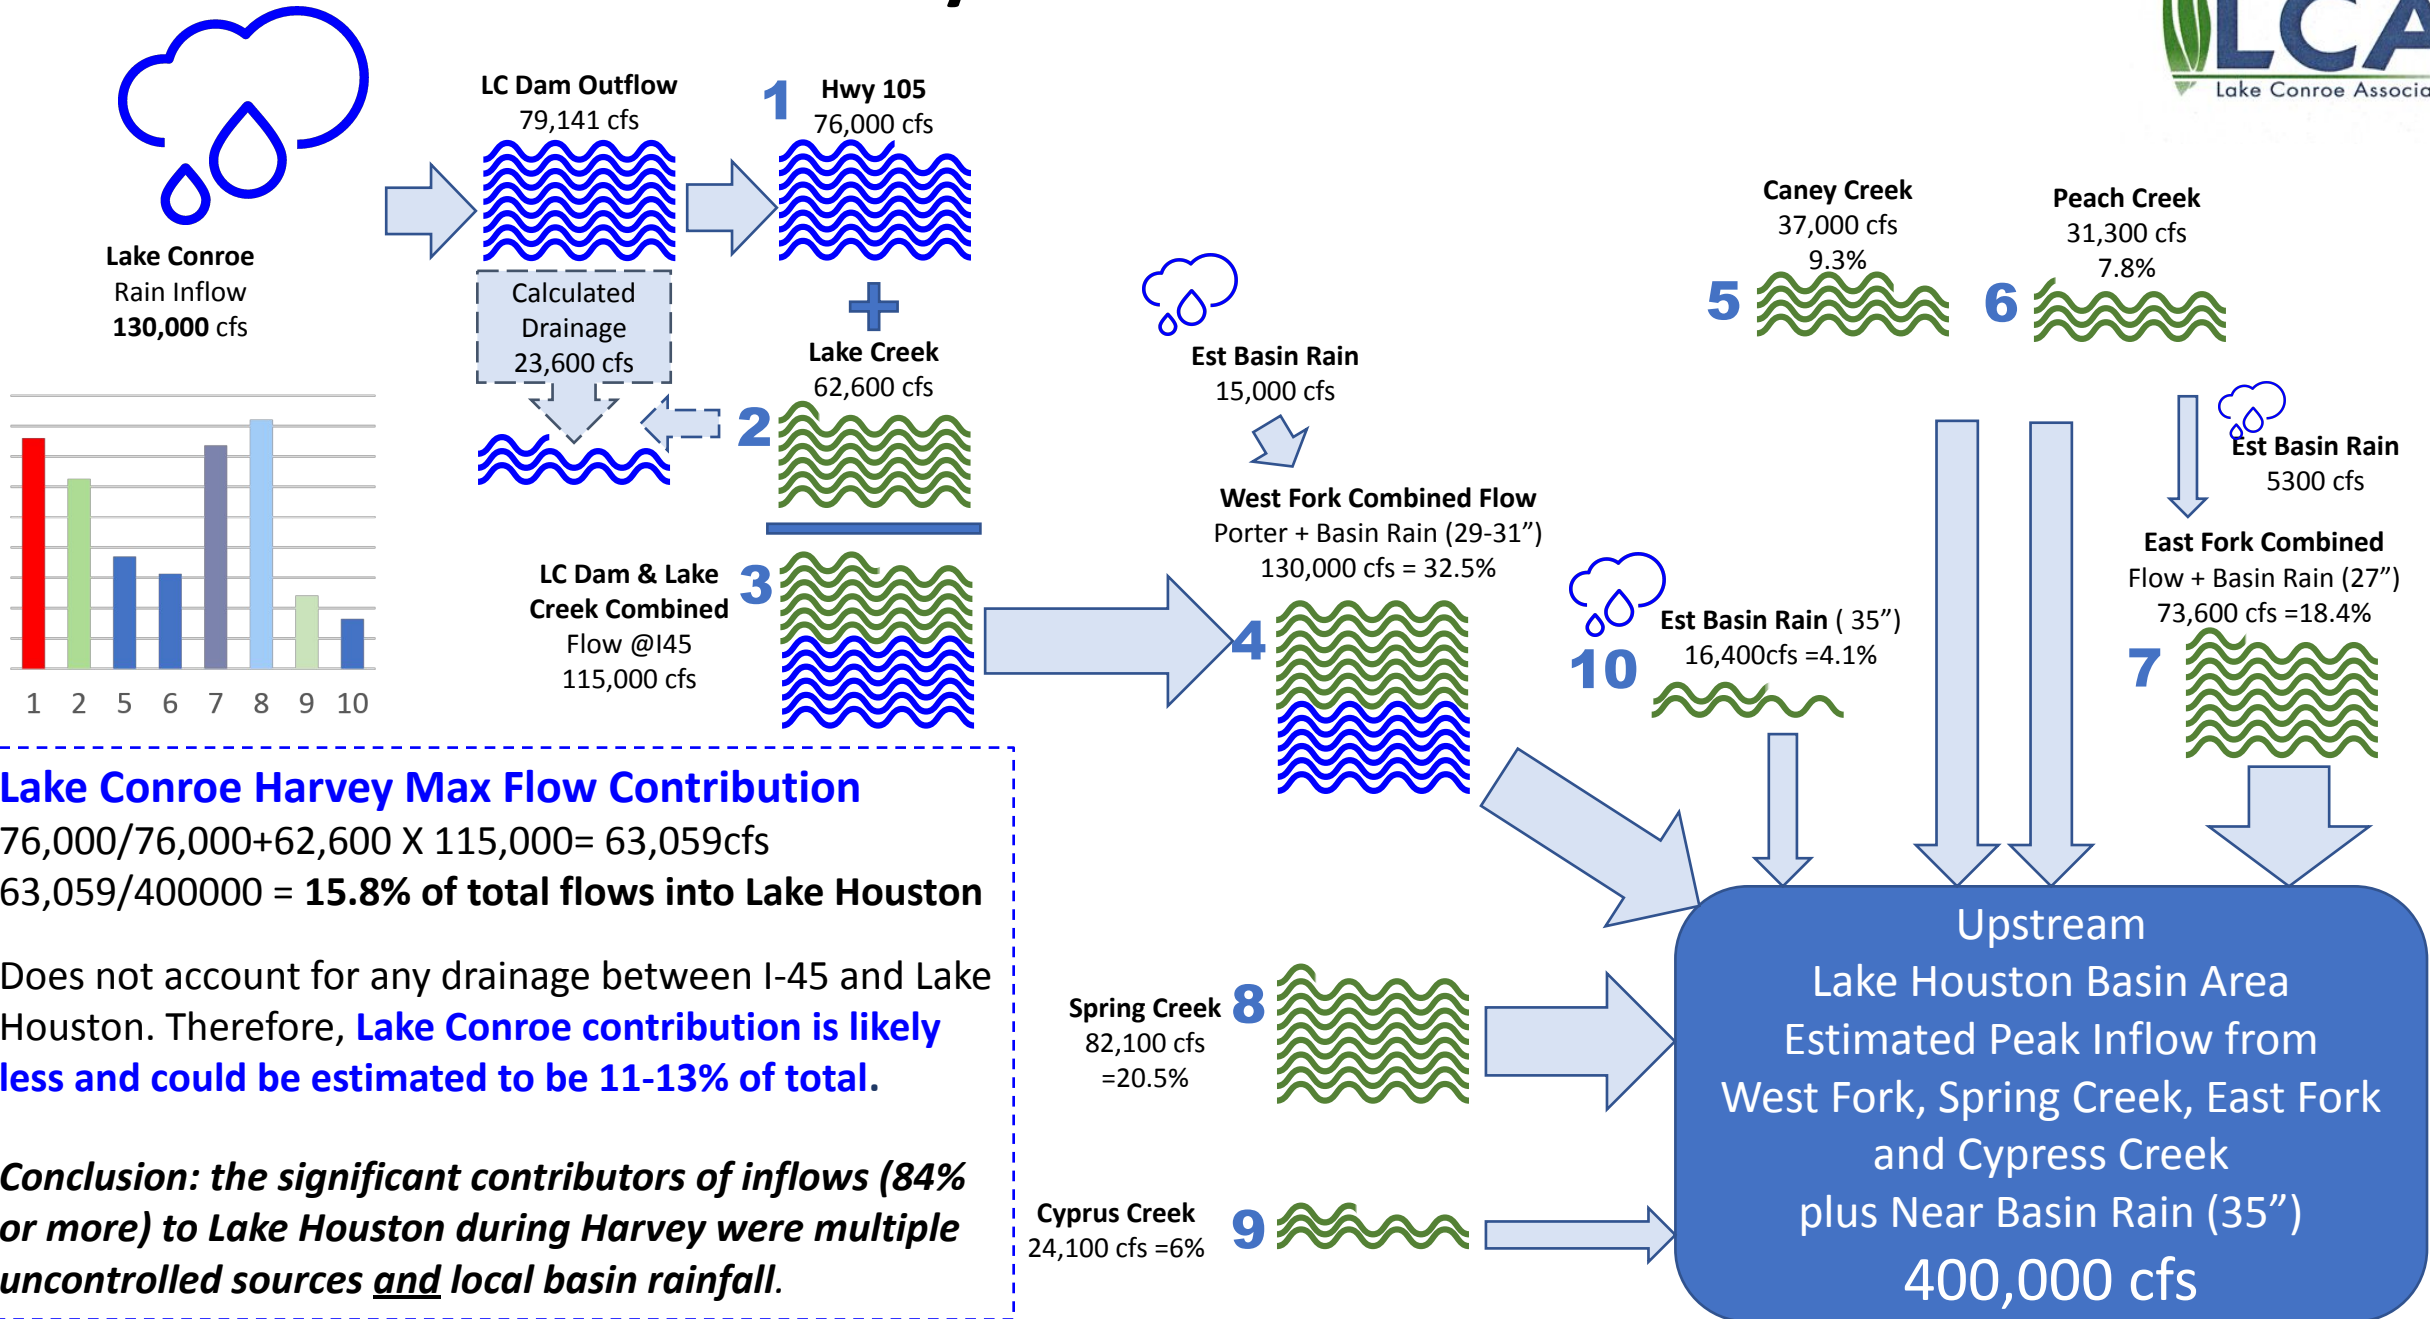 LCA
Lake Conroe Associa
Lake Conroe
Rain Inflow
130,000 cfs
LC Dam Outflow
79,141 cfs
1
Hwy 105
76,000 cfs
Calculated
Drainage
23,600 cfs
Lake Creek
62,600 cfs
2
LC Dam & Lake
Creek Combined
Flow @I45
115,000 cfs
3
Est Basin Rain
15,000 cfs
West Fork Combined Flow
Porter + Basin Rain (29-31”)
130,000 cfs = 32.5%
4
Caney Creek
37,000 cfs
9.3%
5
Peach Creek
31,300 cfs
7.8%
6
Est Basin Rain
5300 cfs
East Fork Combined
Flow + Basin Rain (27”)
73,600 cfs =18.4%
7
Est Basin Rain ( 35”)
16,400cfs =4.1%
10
1 2 5 6 7 8 9 10
Lake Conroe Harvey Max Flow Contribution
76,000/76,000+62,600 X 115,000= 63,059cfs
63,059/400000 = 15.8% of total flows into Lake Houston
Does not account for any drainage between I-45 and Lake
Houston. Therefore, Lake Conroe contribution is likely
less and could be estimated to be 11-13% of total.
Conclusion: the significant contributors of inflows (84%
or more) to Lake Houston during Harvey were multiple
uncontrolled sources and local basin rainfall.
Spring Creek
82,100 cfs
=20.5%
8
Cyprus Creek
24,100 cfs =6%
9
Upstream
Lake Houston Basin Area
Estimated Peak Inflow from
West Fork, Spring Creek, East Fork
and Cypress Creek
plus Near Basin Rain (35”)
400,000 cfs